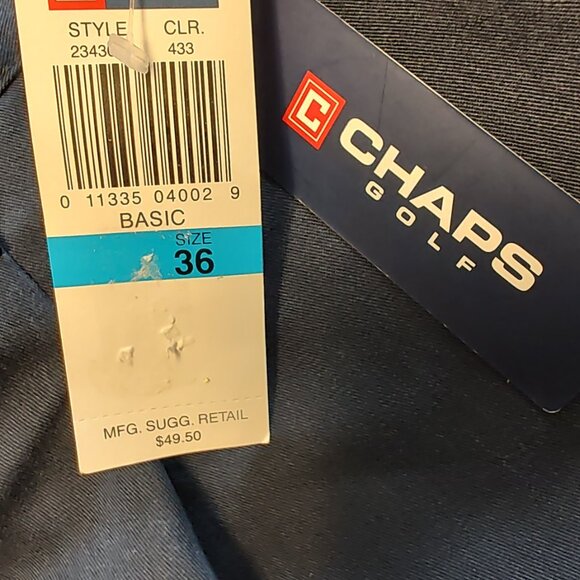 STYLE CLR.
433
0 11335 04002 9
BASIC
SIZE
36
MFG. SUGG. RETAIL
$49.50
C CHAPS
GOLF